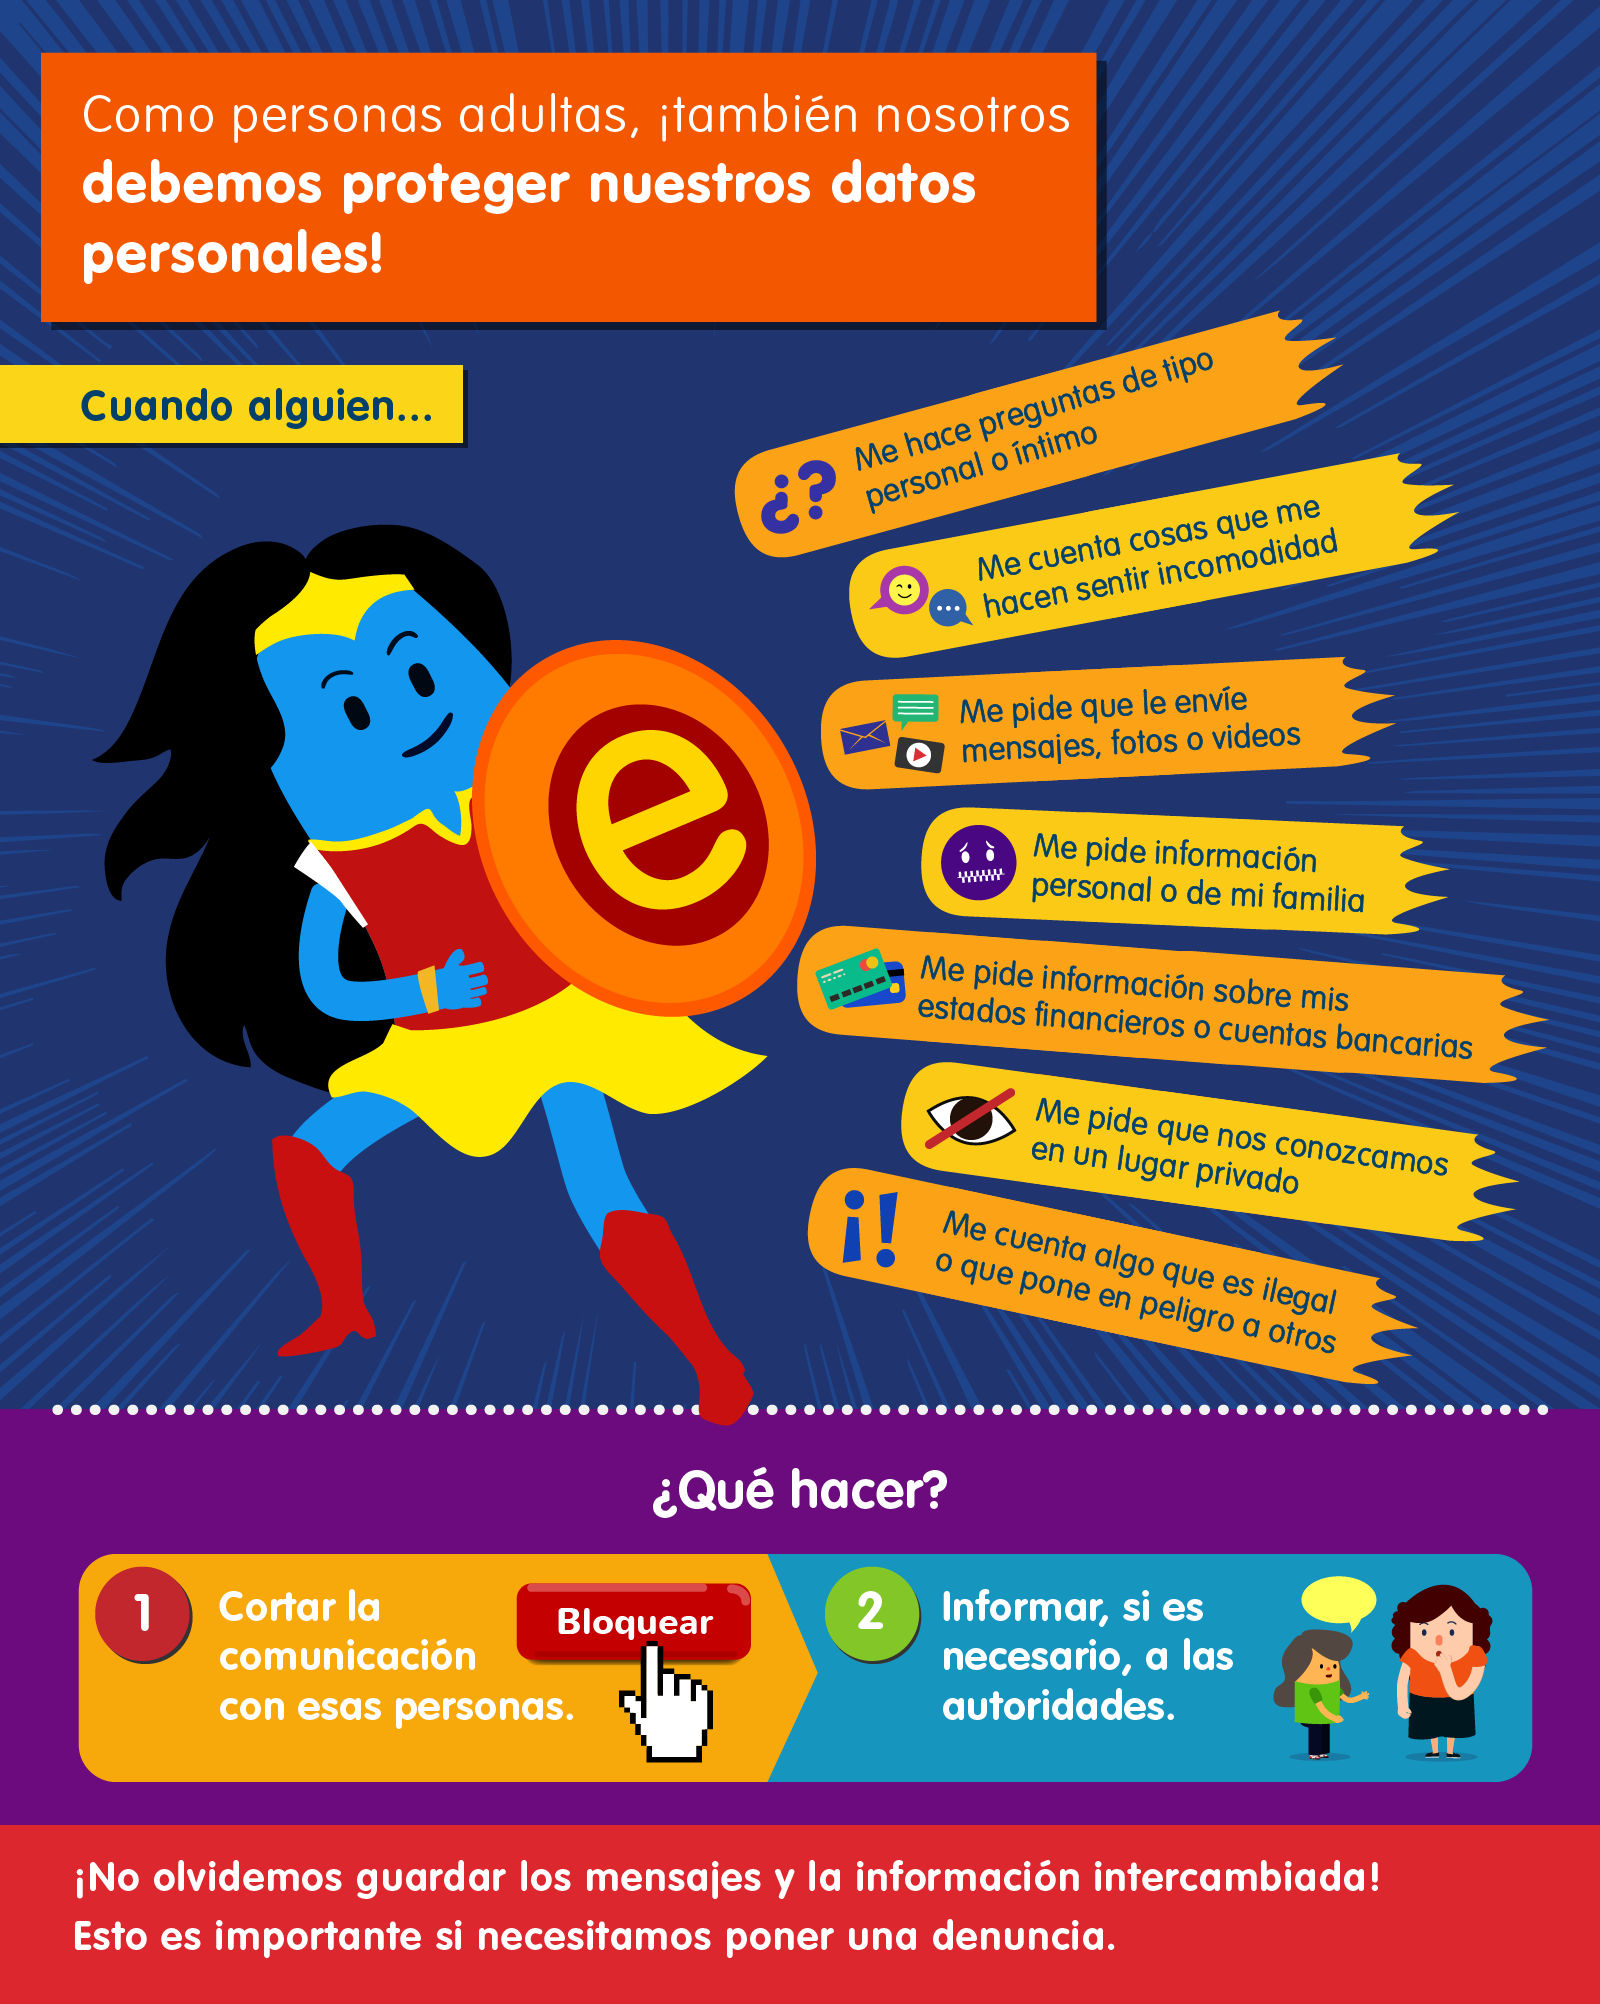 Como personas adultas, ¡también nosotros
debemos proteger nuestros datos
personales!
Cuando alguien...
¿?
Me hace preguntas de tipo
personal o íntimo
Me cuenta cosas que me
hacen sentir incomodidad
Me pide que le envíe
mensajes, fotos o videos
Me pide información
personal o de mi familia
Me pide información sobre mis
estados financieros o cuentas bancarias
Me pide que nos conozcamos
en un lugar privado
¡!
Me cuenta algo que es ilegal
o que pone en peligro a otros
e
¿Qué hacer?
1
Cortar la
comunicación
con esas personas.
Bloquear
2
Informar, si es
necesario, a las
autoridades.
¡No olvidemos guardar los mensajes y la información intercambiada!
Esto es importante si necesitamos poner una denuncia.